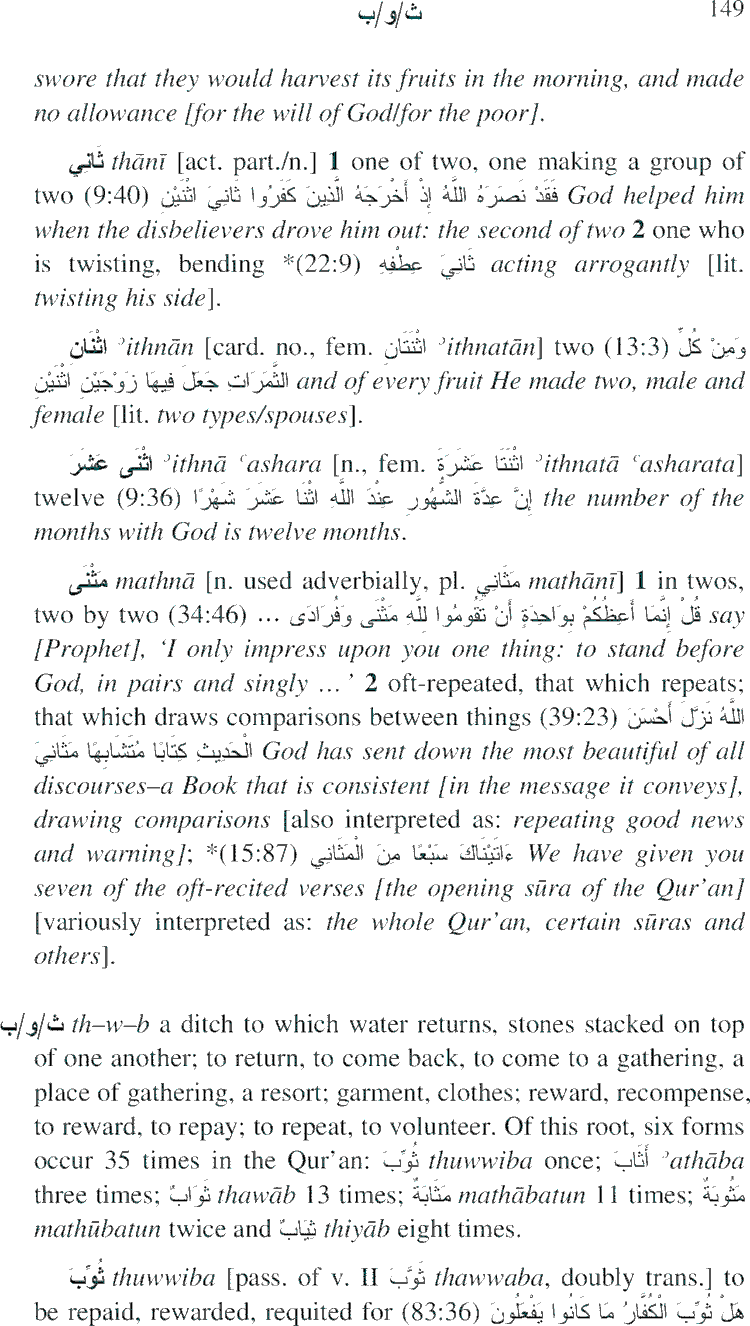 ث/و/ب 149
swore that they would harvest its fruits in the morning, and made
no allowance [for the will of God/for the poor].
ثَانِي thānī [act. part./n.] 1 one of two, one making a group of
two (9:40) فَقَدْ نَصَرَهُ اللَّهُ إِذْ أَخْرَجَهُ الَّذِينَ كَفَرُوا ثَانِيَ اثْنَيْنِ God helped him
when the disbelievers drove him out: the second of two 2 one who
is twisting, bending *(22:9) ثَانِيَ عِطْفِهِ acting arrogantly [lit.
twisting his side].
اثْنَان ʾithnān [card. no., fem. اثْنَتَانِ ʾithnatān] two (13:3) وَمِنْ كُلِّ
الثَّمَرَاتِ جَعَلَ فِيهَا زَوْجَيْنِ اثْنَيْنِ and of every fruit He made two, male and
female [lit. two types/spouses].
اثْنَى عَشَرَ ʾithnā ʿashara [n., fem. اثْنَتَا عَشَرَةَ ʾithnatā ʿasharata]
twelve (9:36) إِنَّ عِدَّةَ الشُّهُورِ عِنْدَ اللَّهِ اثْنَا عَشَرَ شَهْرًا the number of the
months with God is twelve months.
مَثْنَى mathnā [n. used adverbially, pl. مَثَانِي mathānī] 1 in twos,
two by two (34:46) قُلْ إِنَّمَا أَعِظُكُمْ بِوَاحِدَةٍ أَنْ تَقُومُوا لِلَّهِ مَثْنَى وَفُرَادَى ... say
[Prophet], ‘I only impress upon you one thing: to stand before
God, in pairs and singly ...’ 2 oft-repeated, that which repeats;
that which draws comparisons between things (39:23) اللَّهُ نَزَّلَ أَحْسَنَ
الْحَدِيثِ كِتَابًا مُتَشَابِهًا مَثَانِيَ God has sent down the most beautiful of all
discourses–a Book that is consistent [in the message it conveys],
drawing comparisons [also interpreted as: repeating good news
and warning]; *(15:87) ءَاتَيْنَاكَ سَبْعًا مِنَ الْمَثَانِي We have given you
seven of the oft-recited verses [the opening sūra of the Qur’an]
[variously interpreted as: the whole Qur’an, certain sūras and
others].
ث/و/ب th–w–b a ditch to which water returns, stones stacked on top
of one another; to return, to come back, to come to a gathering, a
place of gathering, a resort; garment, clothes; reward, recompense,
to reward, to repay; to repeat, to volunteer. Of this root, six forms
occur 35 times in the Qur’an: ثُوِّبَ thuwwiba once; أَثَابَ ʾathāba
three times; ثَوَابٌ thawāb 13 times; مَثَابَةٌ mathābatun 11 times; مَثُوبَةٌ
mathūbatun twice and ثِيَابٌ thiyāb eight times.
ثُوِّبَ thuwwiba [pass. of v. II ثَوَّبَ thawwaba, doubly trans.] to
be repaid, rewarded, requited for (83:36) هَلْ ثُوِّبَ الْكُفَّارُ مَا كَانُوا يَفْعَلُونَ